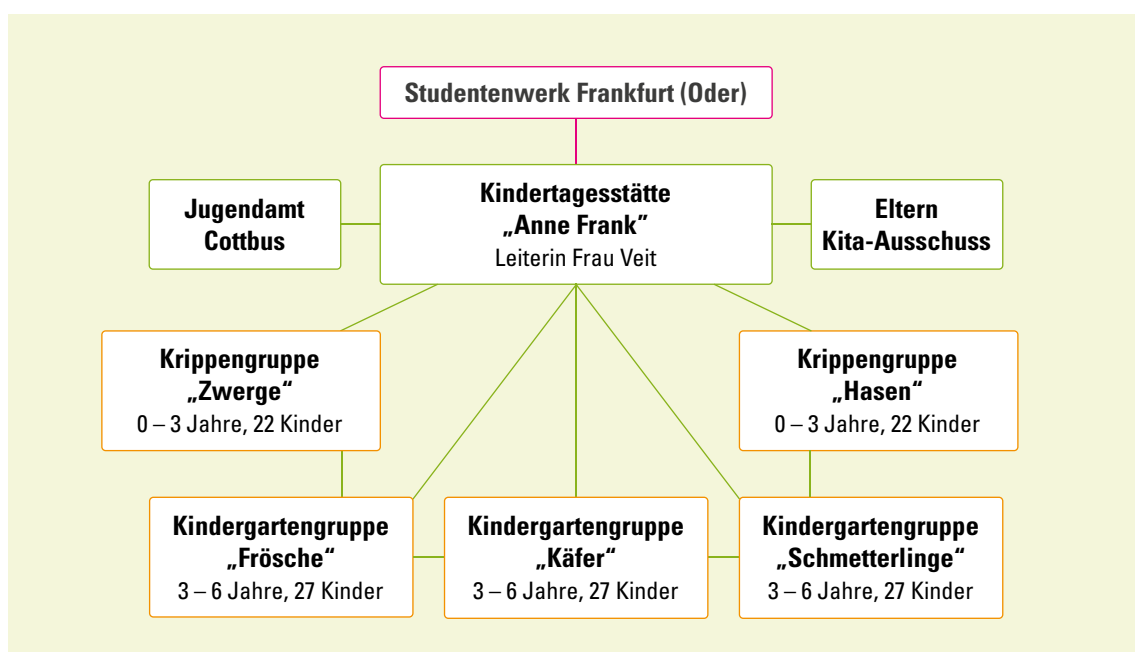 Studentenwerk Frankfurt (Oder)
Jugendamt
Cottbus
Kindertagesstätte
„Anne Frank”
Leiterin Frau Veit
Eltern
Kita-Ausschuss
Krippengruppe
„Zwerge“
0 – 3 Jahre, 22 Kinder
Krippengruppe
„Hasen“
0 – 3 Jahre, 22 Kinder
Kindergartengruppe
„Frösche“
3 – 6 Jahre, 27 Kinder
Kindergartengruppe
„Käfer“
3 – 6 Jahre, 27 Kinder
Kindergartengruppe
„Schmetterlinge“
3 – 6 Jahre, 27 Kinder